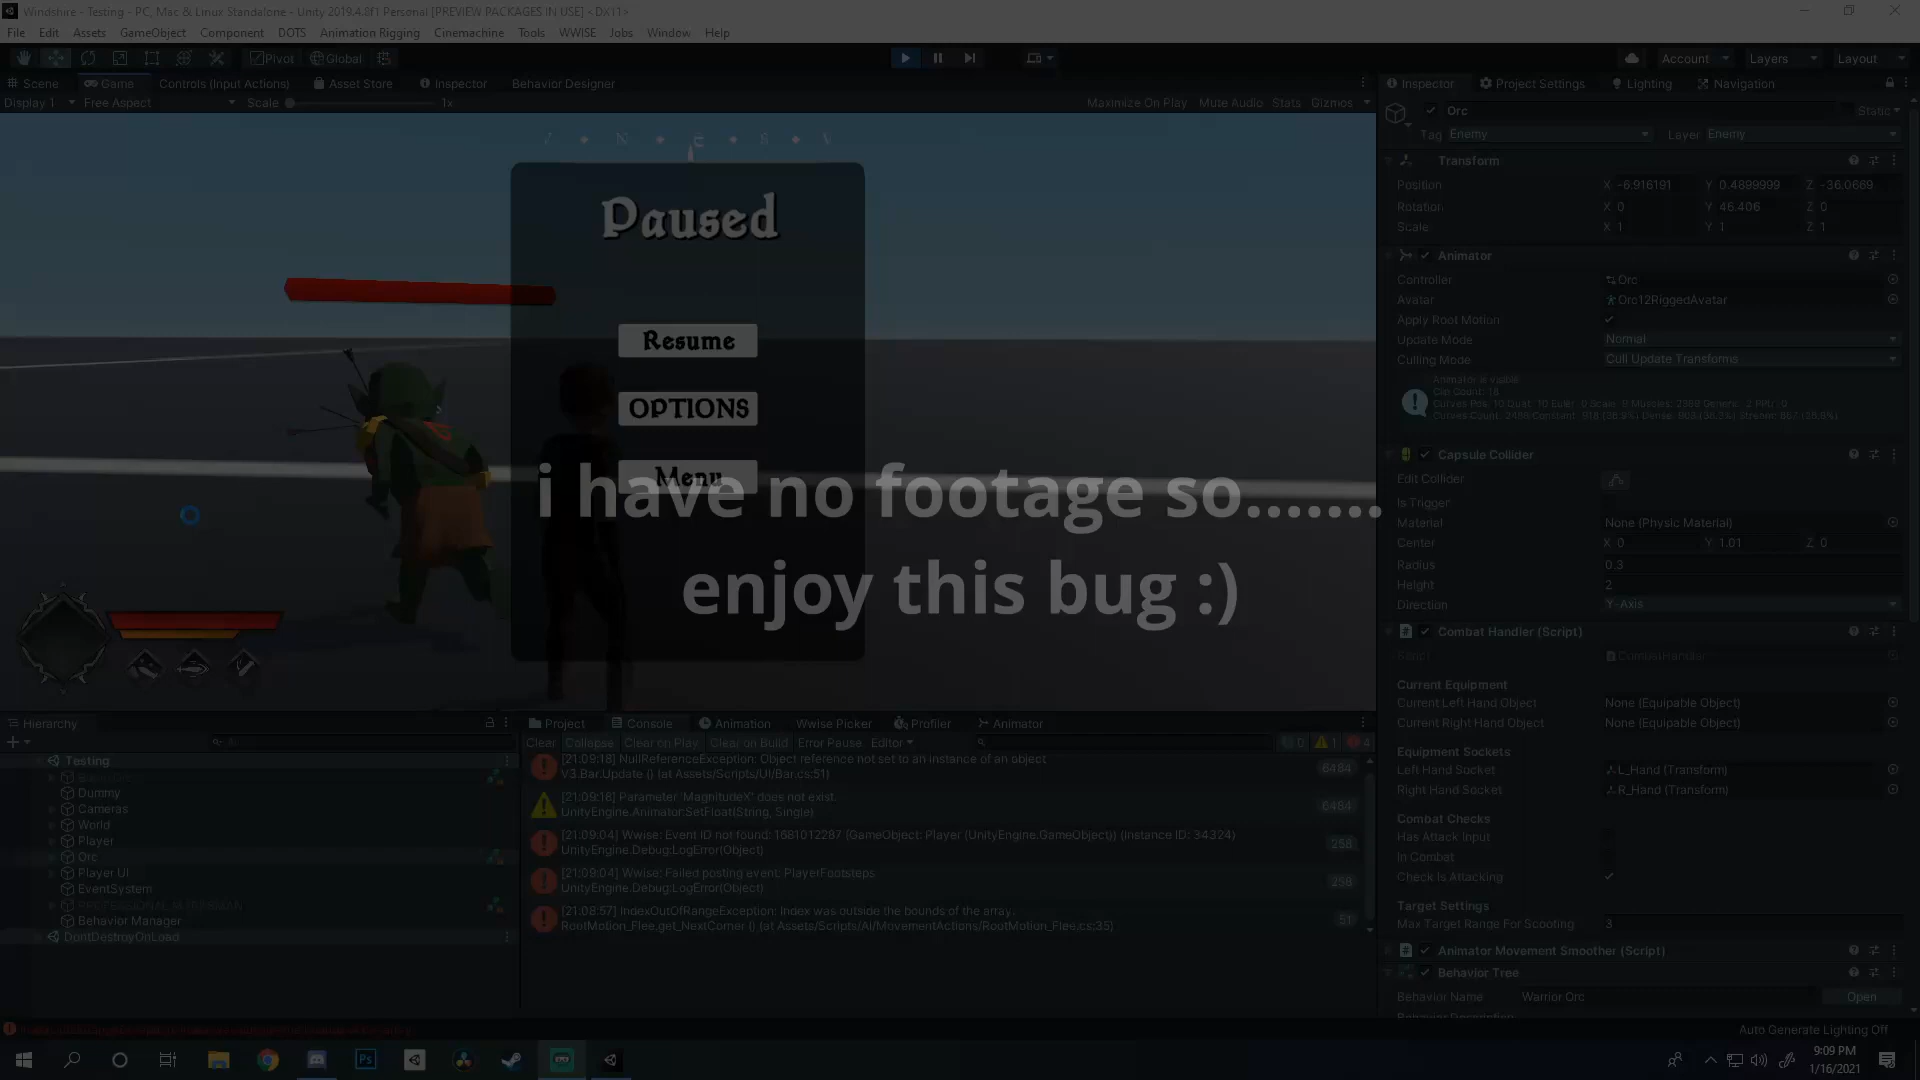 Windshire - Testing - PC, Mac & Linux Standalone - Unity 2019.4.8f1 Personal [PREVIEW PACKAGES IN USE] <DX11>
File Edit Assets GameObject Component DOTS Animation Rigging Cinemachine Tools WWISE Jobs Window Help
Pivot Global Account Layers Layout
Scene Game Controls (Input Actions) Asset Store Inspector Behavior Designer
Display 1 Free Aspect Scale 1x Maximize On Play Mute Audio Stats Gizmos
N E S
Paused
Resume
OPTIONS
Menu
i have no footage so.......
enjoy this bug :)
Inspector Project Settings Lighting Navigation
Orc Static
Tag Enemy Layer Enemy
Transform
Position X -6.916191 Y 0.4899999 Z -36.0669
Rotation X 0 Y 46.406 Z 0
Scale X 1 Y 1 Z 1
Animator
Controller Orc
Avatar Orc12RiggedAvatar
Apply Root Motion
Update Mode Normal
Culling Mode Cull Update Transforms
Animator is visible
Capsule Collider
Edit Collider
Is Trigger
Material None (Physic Material)
Center X 0 Y 1.01 Z 0
Radius 0.3
Height 2
Direction Y-Axis
Combat Handler (Script)
Script CombatHandler
Current Equipment
Current Left Hand Object None (Equipable Object)
Current Right Hand Object None (Equipable Object)
Equipment Sockets
Left Hand Socket L_Hand (Transform)
Right Hand Socket R_Hand (Transform)
Combat Checks
Has Attack Input
In Combat
Check Is Attacking
Target Settings
Max Target Range For Scooting 3
Animator Movement Smoother (Script)
Behavior Tree
Behavior Name Warrior Orc Open
Hierarchy
Testing
Dummy
Cameras
World
Player
Orc
Player UI
EventSystem
Behavior Manager
DontDestroyOnLoad
Project Console Animation Wwise Picker Profiler Animator
Clear Collapse Clear on Play Clear on Build Error Pause Editor 0 1 4
[21:09:18] NullReferenceException: Object reference not set to an instance of an object
V3.Bar.Update () (at Assets/Scripts/UI/Bar.cs:51) 6484
[21:09:18] Parameter 'MagnitudeX' does not exist.
UnityEngine.Animator:SetFloat(String, Single) 6484
[21:09:04] Wwise: Event ID not found: 1681012287 (GameObject: Player (UnityEngine.GameObject)) (Instance ID: 34324)
UnityEngine.Debug:LogError(Object) 258
[21:09:04] Wwise: Failed posting event: PlayerFootsteps
UnityEngine.Debug:LogError(Object) 258
[21:08:57] IndexOutOfRangeException: Index was outside the bounds of the array.
RootMotion_Flee.get_NextCorner () (at Assets/Scripts/AI/MovementActions/RootMotion_Flee.cs:35) 51
Auto Generate Lighting Off
Ps
9:09 PM
1/16/2021